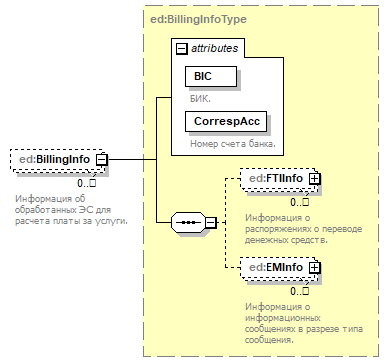 ed:BillingInfoType
attributes
BIC
БИК.
CorrespAcc
Номер счета банка.
ed:BillingInfo
0..□
Информация об
обработанных ЭС для
расчета платы за услуги.
ed:FTIInfo
0..□
Информация о
распоряжениях о переводе
денежных средств.
ed:EMInfo
0..□
Информация о
информационных
сообщениях в разрезе типа
сообщения.